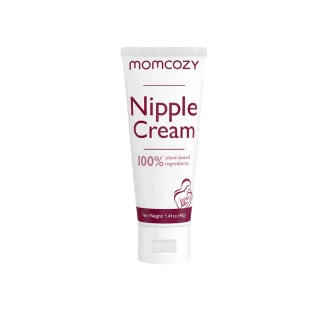 momcozy
Nipple
Cream
100% plant-based
ingredients
Net Weight: 1.41oz (40g)